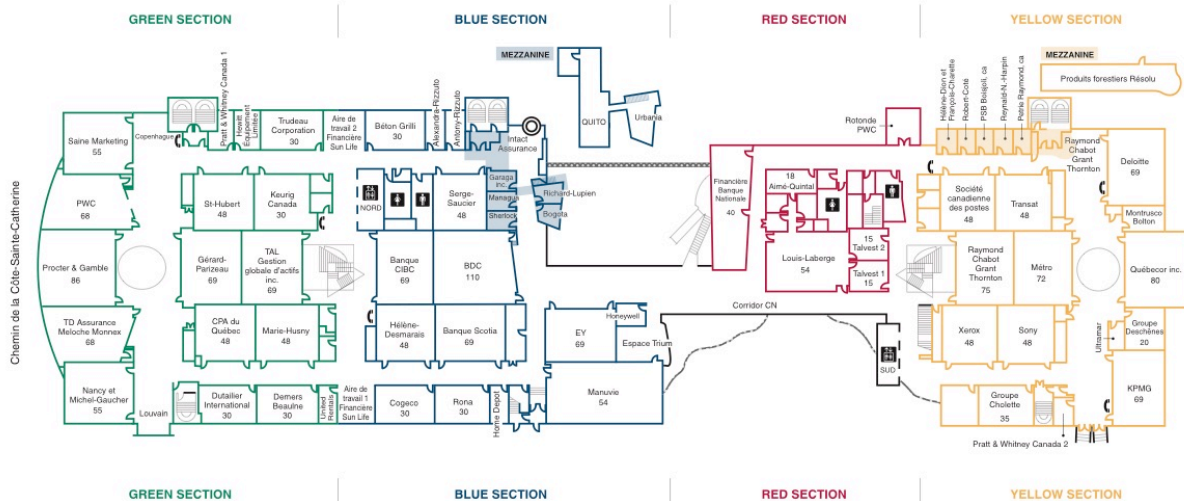 GREEN SECTION
BLUE SECTION
RED SECTION
YELLOW SECTION
Chemin de la Côte-Sainte-Catherine
Saine Marketing
55
Copenhague
Pratt & Whitney Canada 1
Hewitt
Équipement
Limitée
Trudeau
Corporation
30
PWC
68
St-Hubert
48
Keurig
Canada
30
Procter & Gamble
86
Gérard-
Parizeau
69
TAL
Gestion
globale d'actifs
inc.
69
TD Assurance
Meloche Monnex
68
CPA du
Québec
48
Marie-Husny
48
Nancy et
Michel-Gaucher
55
Louvain
Dutailier
International
30
Demers
Beaulne
30
United
Rentals
Aire de
travail 2
Financière
Sun Life
Béton Grilli
30
Alexandra-Rizzuto
Antony-Rizzuto
MEZZANINE
Intact
Assurance
QUITO
Urbania
NORD
Serge-
Saucier
48
Garaga
inc.
Managua
Sherlock
Richard-Lupien
Bogota
Banque
CIBC
69
BDC
110
Hélène-
Desmarais
48
Banque Scotia
69
EY
69
Honeywell
Espace Trium
Aire de
travail 1
Financière
Sun Life
Cogeco
30
Rona
30
Home Depot
Manuvie
54
Rotonde
PWC
Financière
Banque
Nationale
40
18
Aimé-Quintal
Louis-Laberge
54
15
Talvest 2
Talvest 1
15
Corridor CN
SUD
MEZZANINE
Produits forestiers Résolu
Hélène-Dion et
François-Charette
Robert-Coté
PSB Boisjoli, ca
Reynald-N.-Harpin
Patrie Raymond, ca
Raymond
Chabot
Grant
Thornton
Deloitte
69
Société
canadienne
des postes
48
Transat
48
Montrusco
Bolton
Raymond
Chabot
Grant
Thornton
75
Métro
72
Québecor inc.
80
Xerox
48
Sony
48
Ultramar
Groupe
Deschênes
20
Groupe
Cholette
35
KPMG
69
Pratt & Whitney Canada 2
GREEN SECTION
BLUE SECTION
RED SECTION
YELLOW SECTION